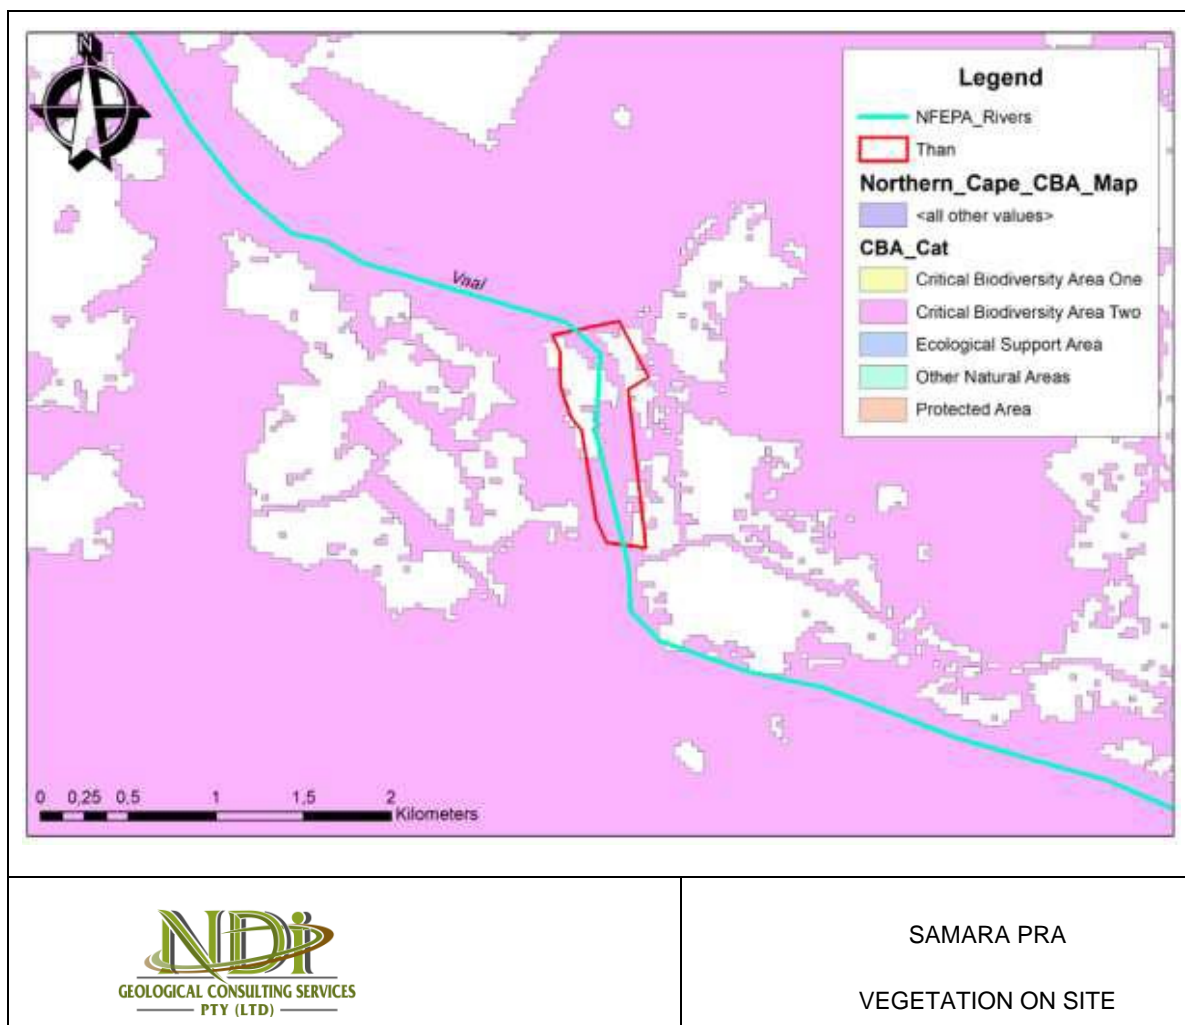 N
Legend
NFEPA_Rivers
Than
Northern_Cape_CBA_Map
<all other values>
CBA_Cat
Critical Biodiversity Area One
Critical Biodiversity Area Two
Ecological Support Area
Other Natural Areas
Protected Area
Vaal
0 0,25 0,5 1 1,5 2
Kilometers
NDi
GEOLOGICAL CONSULTING SERVICES
PTY (LTD)
SAMARA PRA
VEGETATION ON SITE